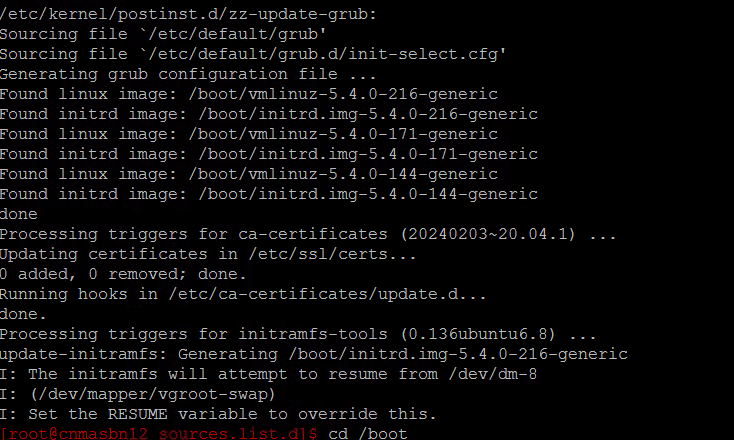 /etc/kernel/postinst.d/zz-update-grub:
Sourcing file `/etc/default/grub'
Sourcing file `/etc/default/grub.d/init-select.cfg'
Generating grub configuration file ...
Found linux image: /boot/vmlinuz-5.4.0-216-generic
Found initrd image: /boot/initrd.img-5.4.0-216-generic
Found linux image: /boot/vmlinuz-5.4.0-171-generic
Found initrd image: /boot/initrd.img-5.4.0-171-generic
Found linux image: /boot/vmlinuz-5.4.0-144-generic
Found initrd image: /boot/initrd.img-5.4.0-144-generic
done
Processing triggers for ca-certificates (20240203~20.04.1) ...
Updating certificates in /etc/ssl/certs...
0 added, 0 removed; done.
Running hooks in /etc/ca-certificates/update.d...
done.
Processing triggers for initramfs-tools (0.136ubuntu6.8) ...
update-initramfs: Generating /boot/initrd.img-5.4.0-216-generic
I: The initramfs will attempt to resume from /dev/dm-8
I: (/dev/mapper/vgroot-swap)
I: Set the RESUME variable to override this.
[root@cnmasbn12 sources.list.d]$ cd /boot